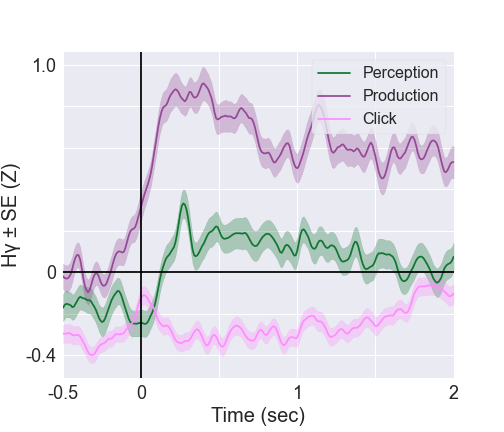 Perception
Production
Click
Hγ ± SE (Z)
1.0
0
-0.4
-0.5 0 1 2
Time (sec)